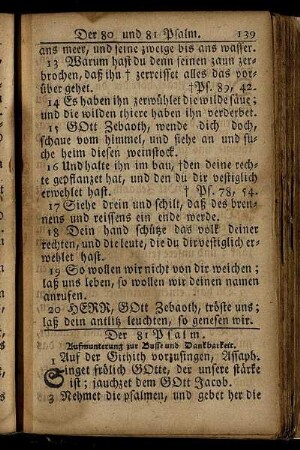 Der 80 und 81 Psalm. 139
ans meer, und seine zweige bis ans wasser.
13 Warum hast du denn seinen zaun zer-
brochen, daß ihn † zerreisset alles das vor-
über gehet. †Ps. 89, 42.
14 Es haben ihn zerwühlet die wilde säue;
und die wilden thiere haben ihn verderbet.
15 GOtt Zebaoth, wende dich doch,
schaue vom himmel, und siehe an und su-
che heim diesen weinstock.
16 Und halte ihn im bau, †den deine rech-
te gepflanzet hat, und den du dir vestiglich
erwehlet hast. † Ps. 78, 54.
17 Siehe drein und schilt, daß des bren-
nens und reissens ein ende werde.
18 Dein hand schütze das volk deiner
rechten, und die leute, die du dir vestiglich er-
wehlet hast.
19 So wollen wir nicht von dir weichen;
laß uns leben, so wollen wir deinen namen
anrufen.
20 HERR, GOtt Zebaoth, tröste uns;
laß dein antlitz leuchten, so genesen wir.
Der 81 Psalm.
Aufmunterung zur Busse und Dankbarkeit.
1 Auf der Githith vorzusingen, Assaph.
Singet frölich GOtte, der unsere stärke
ist; jauchzet dem GOtt Jacob.
3 Nehmet die psalmen, und gebet her die